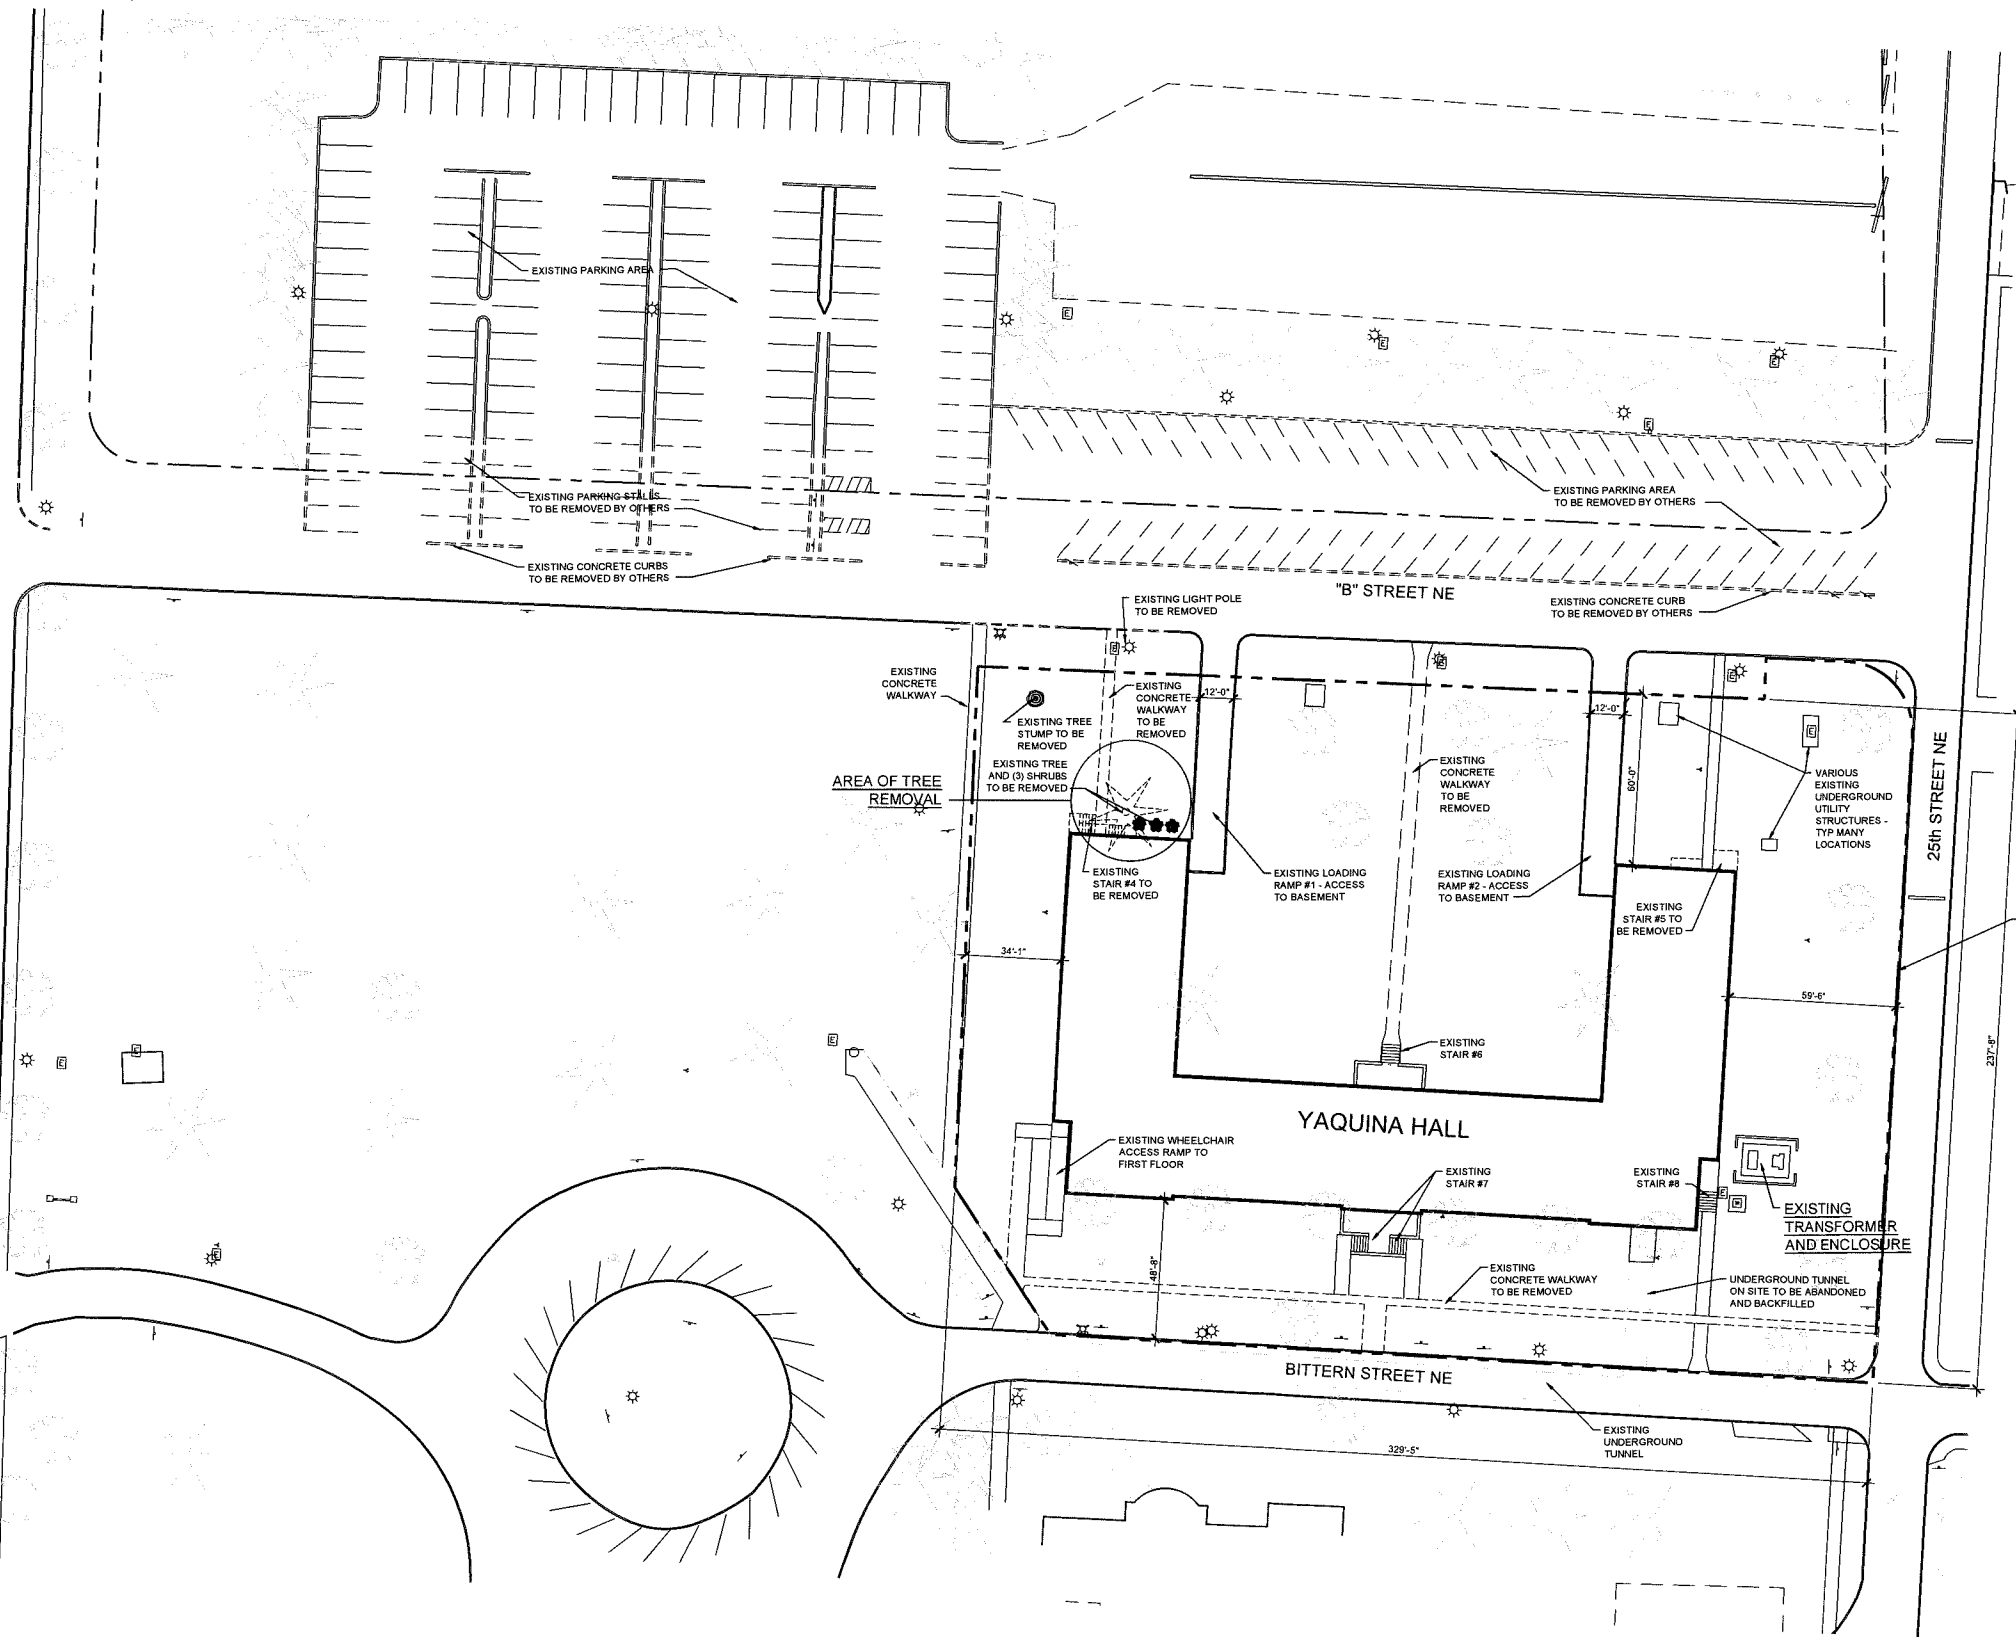 EXISTING PARKING AREA
EXISTING PARKING STALLS
TO BE REMOVED BY OTHERS
EXISTING CONCRETE CURBS
TO BE REMOVED BY OTHERS
EXISTING PARKING AREA
TO BE REMOVED BY OTHERS
"B" STREET NE
EXISTING CONCRETE CURB
TO BE REMOVED BY OTHERS
EXISTING LIGHT POLE
TO BE REMOVED
EXISTING
CONCRETE
WALKWAY
EXISTING
CONCRETE
WALKWAY
TO BE
REMOVED
12'-0"
12'-0"
EXISTING TREE
STUMP TO BE
REMOVED
EXISTING TREE
AND (3) SHRUBS
TO BE REMOVED
AREA OF TREE
REMOVAL
EXISTING
CONCRETE
WALKWAY
TO BE
REMOVED
60'-0"
VARIOUS
EXISTING
UNDERGROUND
UTILITY
STRUCTURES -
TYP MANY
LOCATIONS
25th STREET NE
EXISTING
STAIR #4 TO
BE REMOVED
EXISTING LOADING
RAMP #1 - ACCESS
TO BASEMENT
EXISTING LOADING
RAMP #2 - ACCESS
TO BASEMENT
EXISTING
STAIR #5 TO
BE REMOVED
34'-1"
59'-6"
237'-8"
EXISTING
STAIR #6
YAQUINA HALL
EXISTING WHEELCHAIR
ACCESS RAMP TO
FIRST FLOOR
EXISTING
STAIR #7
EXISTING
STAIR #8
EXISTING
TRANSFORMER
AND ENCLOSURE
48'-8"
EXISTING
CONCRETE WALKWAY
TO BE REMOVED
UNDERGROUND TUNNEL
ON SITE TO BE ABANDONED
AND BACKFILLED
BITTERN STREET NE
EXISTING
UNDERGROUND
TUNNEL
329'-5"
E
E
E
E
E
E
E
E
E
E
E
E